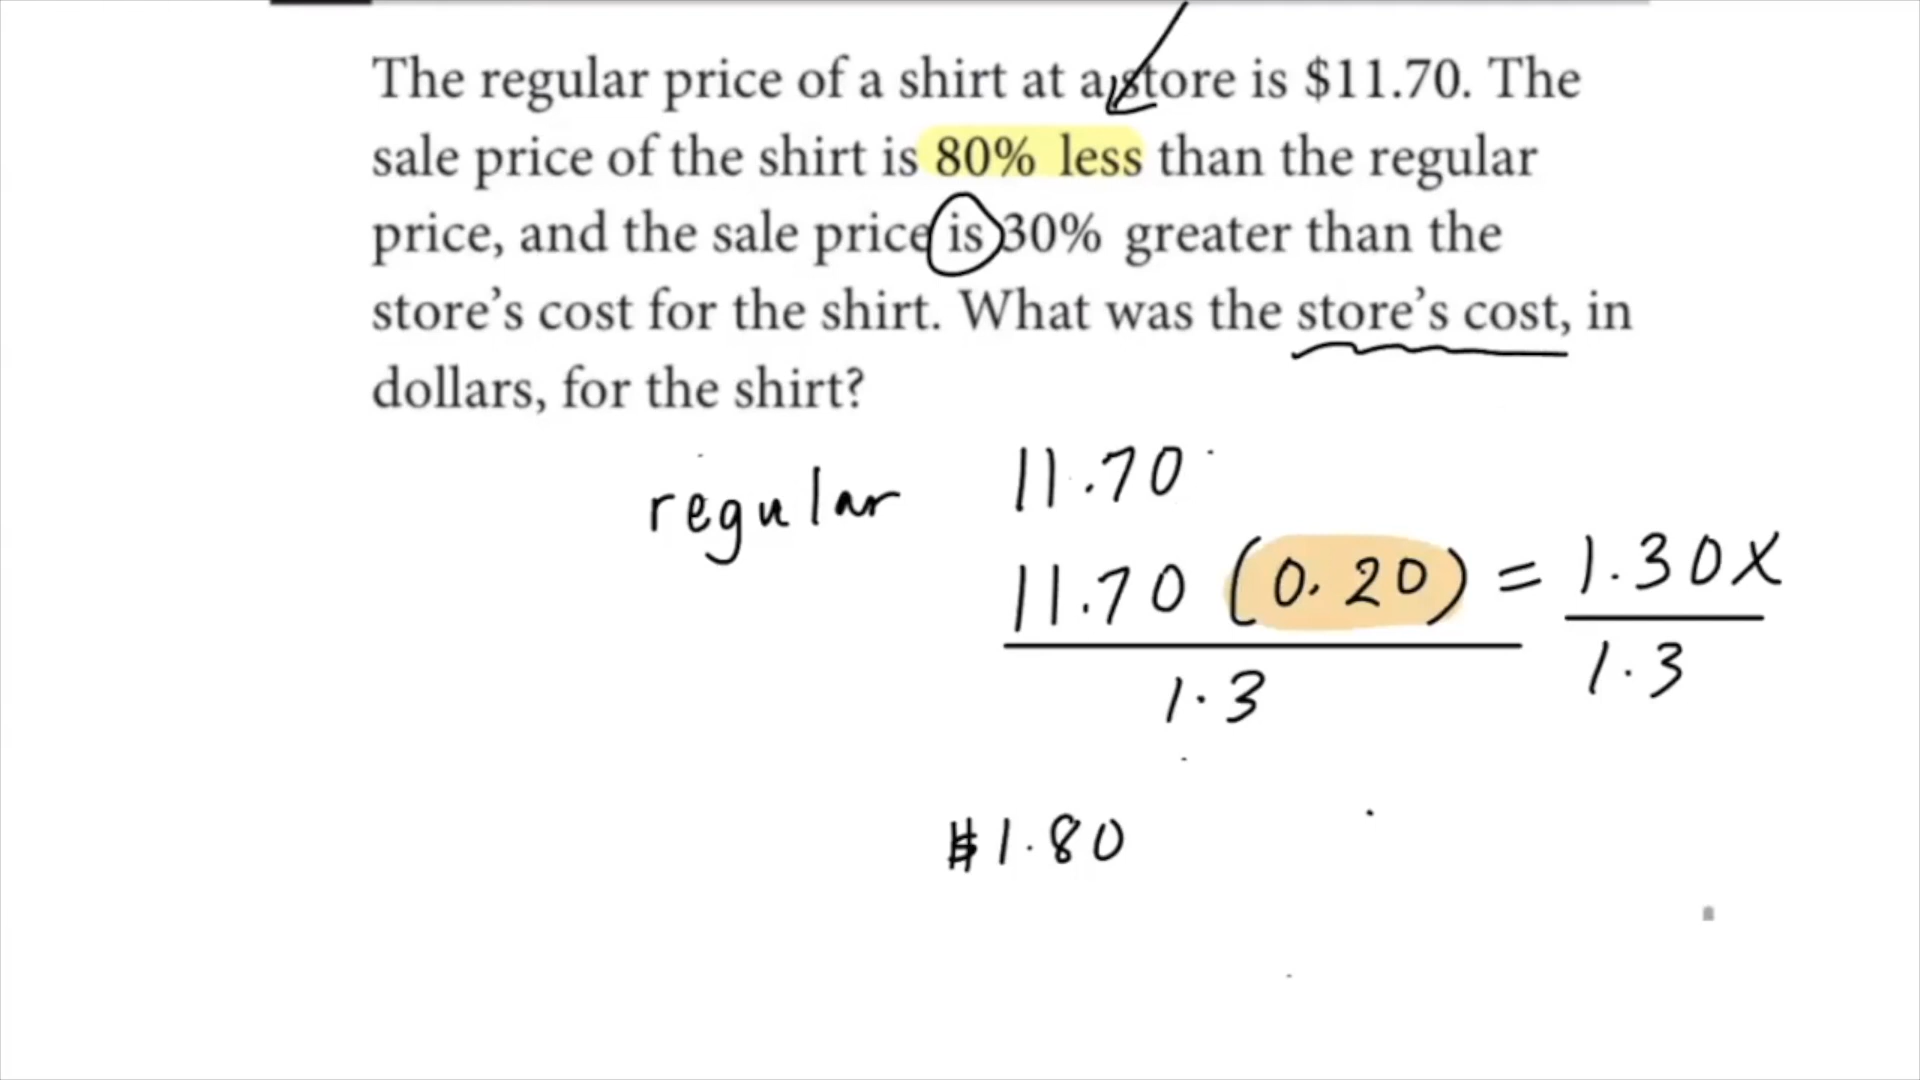 The regular price of a shirt at a store is $11.70. The
sale price of the shirt is 80% less than the regular
price, and the sale price is 30% greater than the
store’s cost for the shirt. What was the store’s cost, in
dollars, for the shirt?
regular 11.70
11.70 (0.20) = 1.30x
1.3 1.3
$1.80